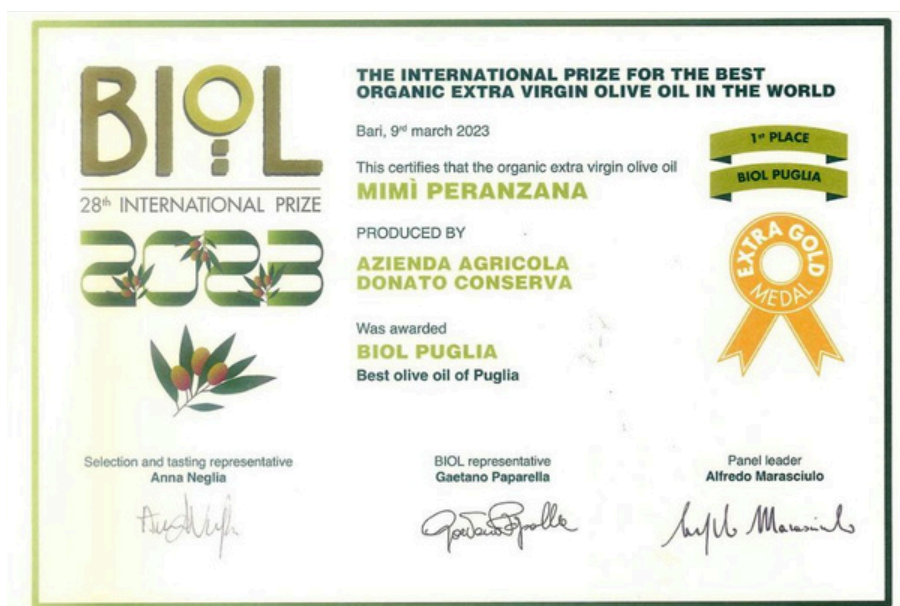 BIOL
28th INTERNATIONAL PRIZE
2023
THE INTERNATIONAL PRIZE FOR THE BEST
ORGANIC EXTRA VIRGIN OLIVE OIL IN THE WORLD
Bari, 9rd march 2023
This certifies that the organic extra virgin olive oil
MIMÌ PERANZANA
PRODUCED BY
AZIENDA AGRICOLA
DONATO CONSERVA
Was awarded
BIOL PUGLIA
Best olive oil of Puglia
1st PLACE
BIOL PUGLIA
EXTRA GOLD
MEDAL
Selection and tasting representative
Anna Neglia
BIOL representative
Gaetano Paparella
Panel leader
Alfredo Marasciulo